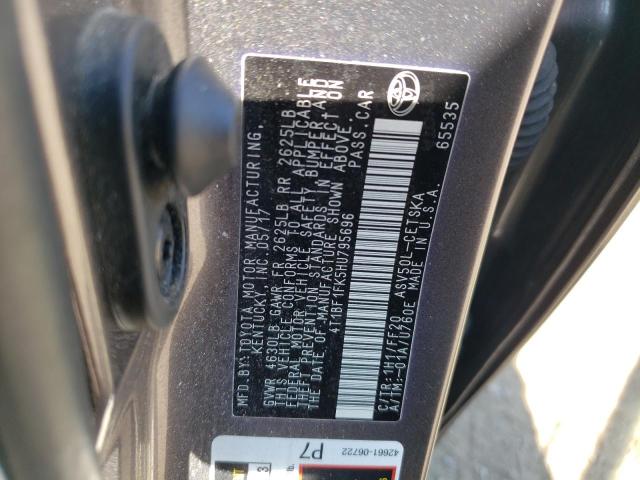 MFD.BY:TOYOTA MOTOR MANUFACTURING,
KENTUCKY, INC. 05/17
GVWR 4630LB GAWR FR 2625LB RR 2625LB
THIS VEHICLE CONFORMS TO ALL APPLICABLE
FEDERAL MOTOR VEHICLE SAFETY, BUMPER AND
THEFT PREVENTION STANDARDS IN EFFECT ON
THE DATE OF MANUFACTURE SHOWN ABOVE.
4T1BF1FK5HU795696 PASS.CAR
C/TR:1H1/FF20 ASV50L-CETSKA
A/TM:-01A/U760E MADE IN U.S.A. 65535
42661-06722
P7